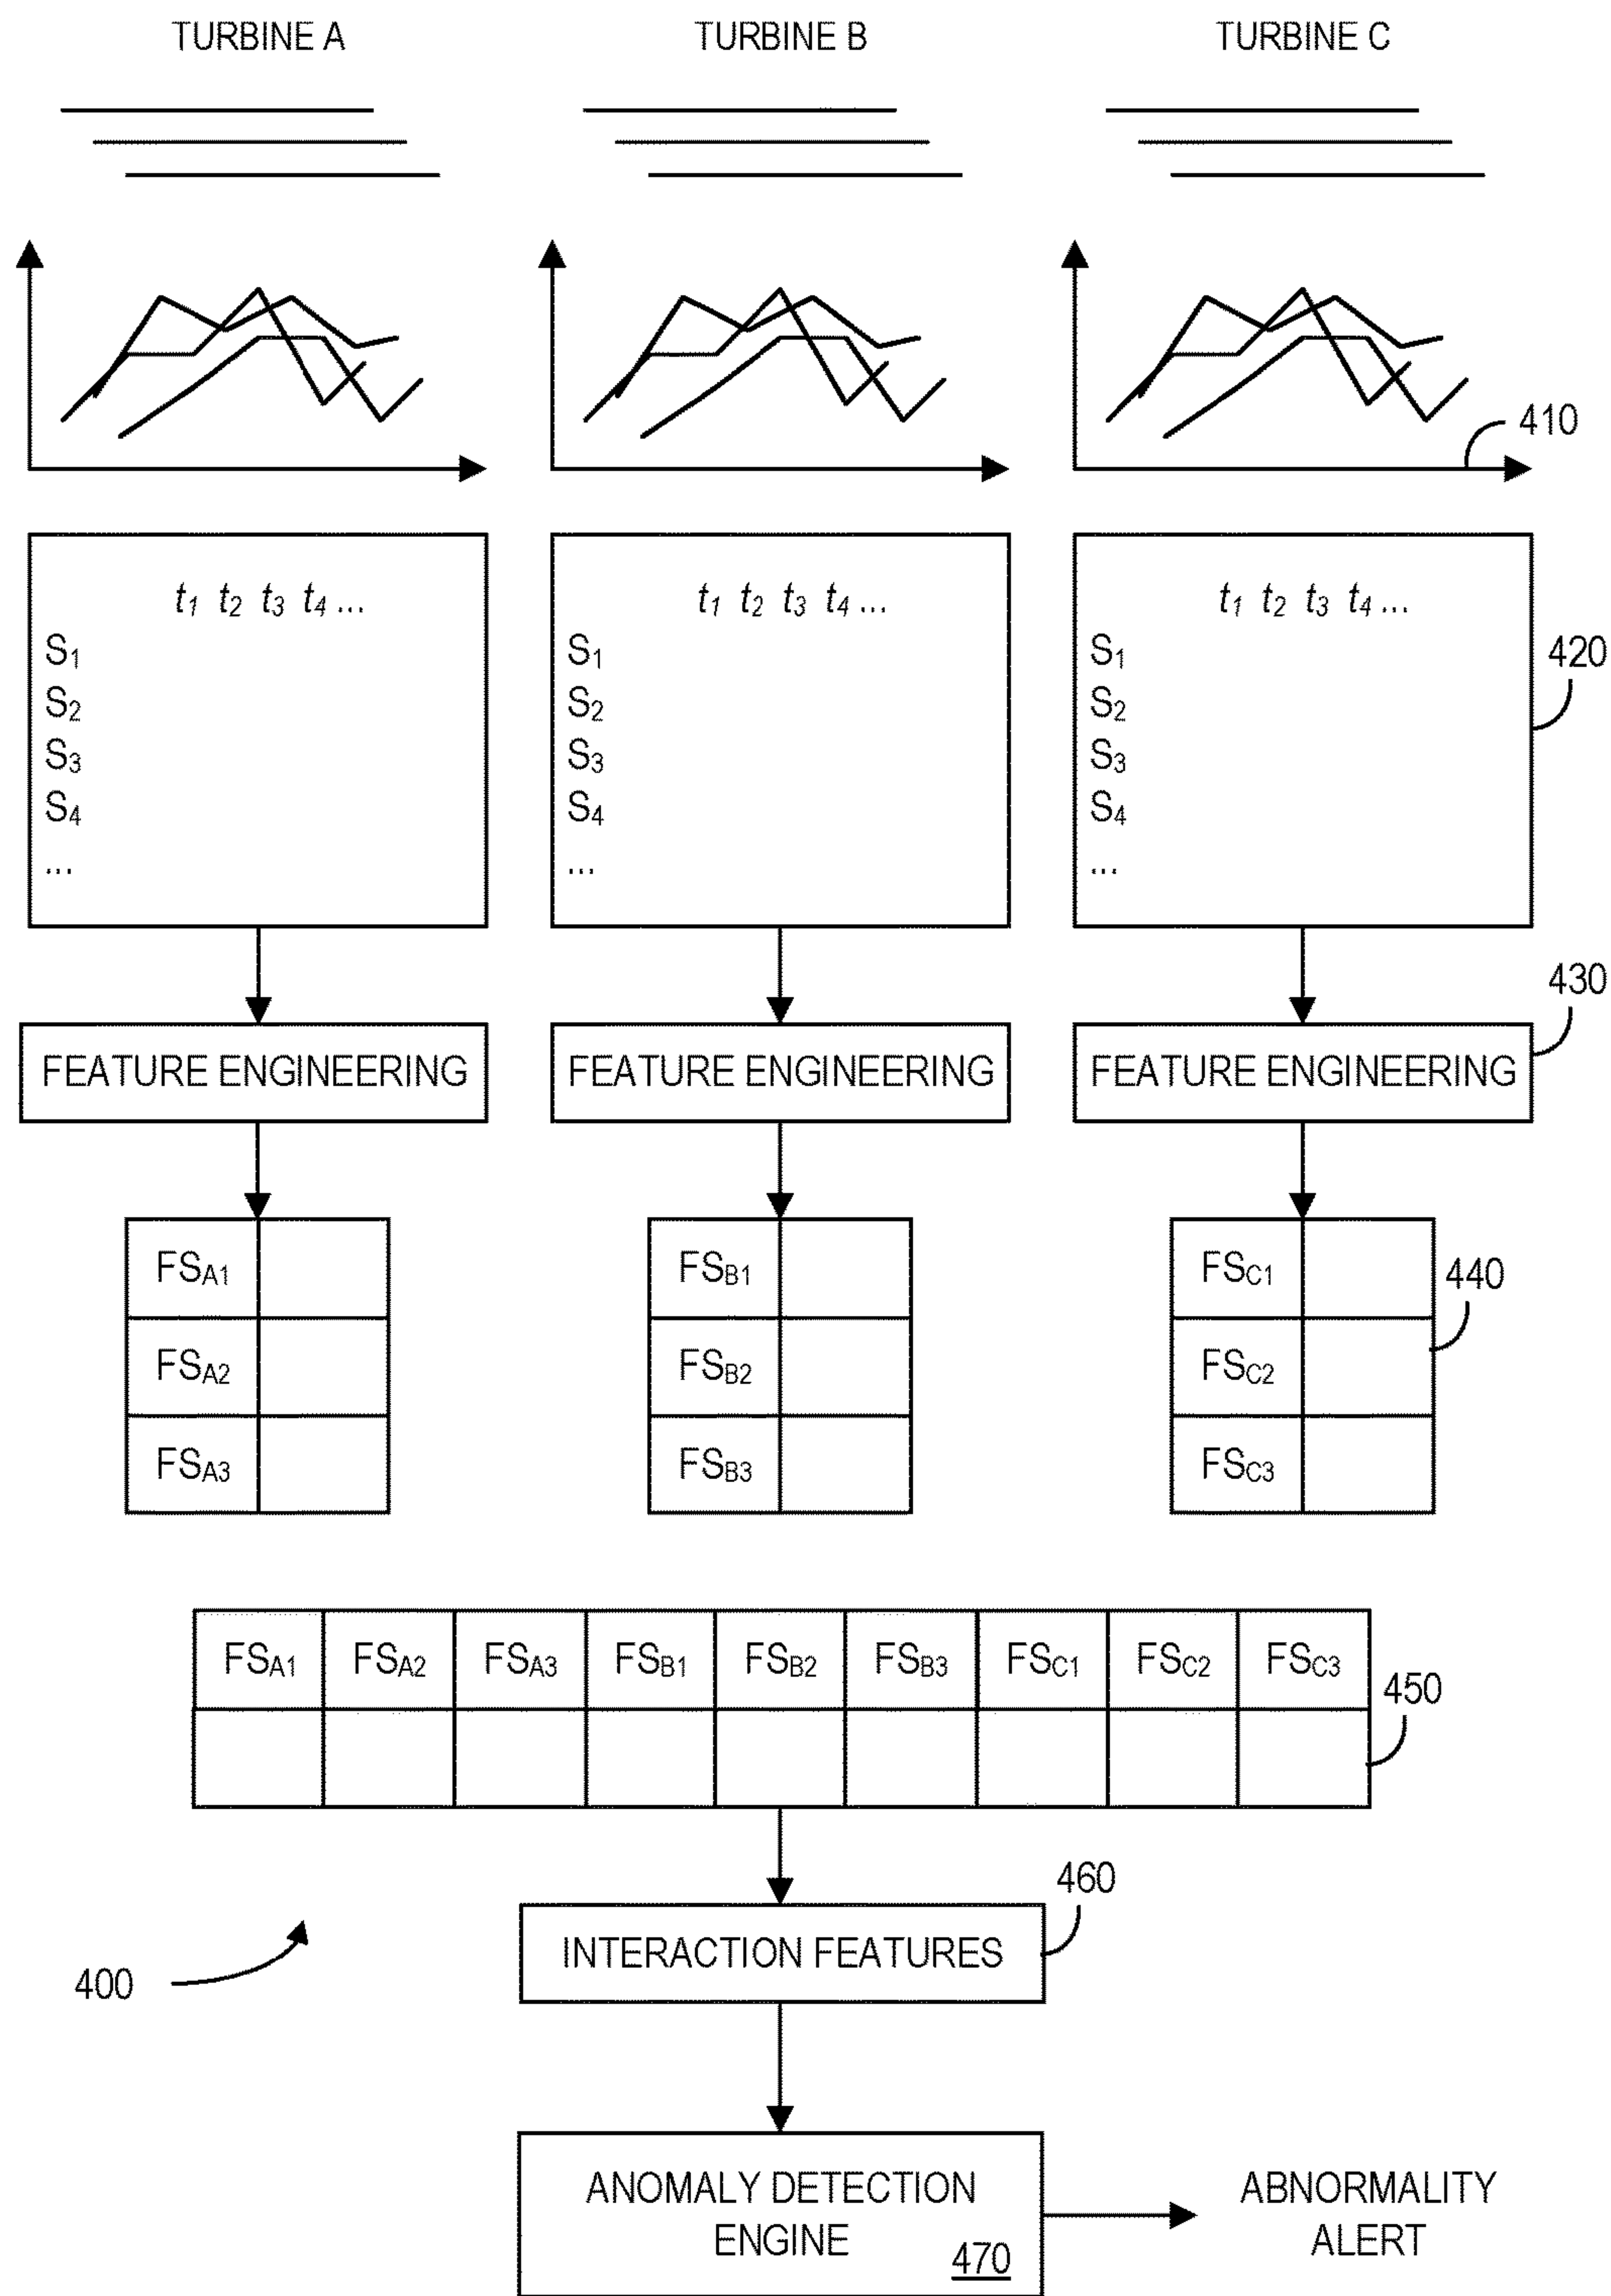 TURBINE A TURBINE B TURBINE C
410
t1 t2 t3 t4 ... t1 t2 t3 t4 ... t1 t2 t3 t4 ...
S1 S1 S1
420
S2 S2 S2
S3 S3 S3
S4 S4 S4
... ... ...
430
FEATURE ENGINEERING FEATURE ENGINEERING FEATURE ENGINEERING
FSA1 FSB1 FSC1
440
FSA2 FSB2 FSC2
FSA3 FSB3 FSC3
FSA1 FSA2 FSA3 FSB1 FSB2 FSB3 FSC1 FSC2 FSC3
450
460
INTERACTION FEATURES
400
ANOMALY DETECTION
ENGINE 470
ABNORMALITY
ALERT